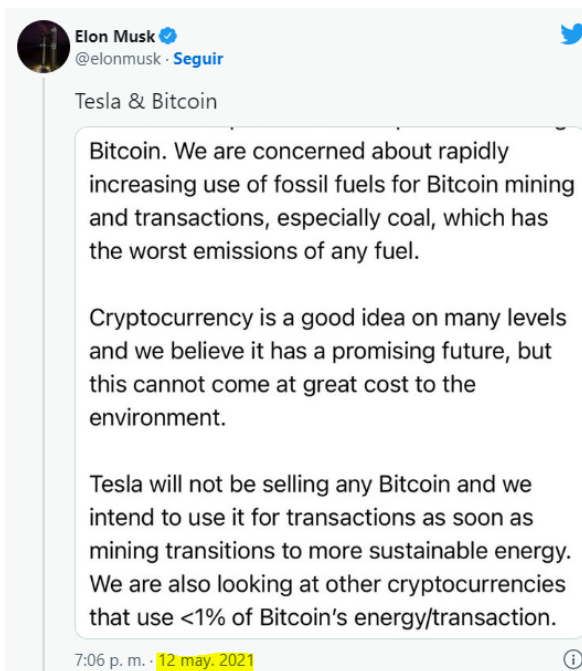 Elon Musk
@elonmusk · Seguir
Tesla & Bitcoin
Bitcoin. We are concerned about rapidly
increasing use of fossil fuels for Bitcoin mining
and transactions, especially coal, which has
the worst emissions of any fuel.
Cryptocurrency is a good idea on many levels
and we believe it has a promising future, but
this cannot come at great cost to the
environment.
Tesla will not be selling any Bitcoin and we
intend to use it for transactions as soon as
mining transitions to more sustainable energy.
We are also looking at other cryptocurrencies
that use <1% of Bitcoin’s energy/transaction.
7:06 p. m. · 12 may. 2021